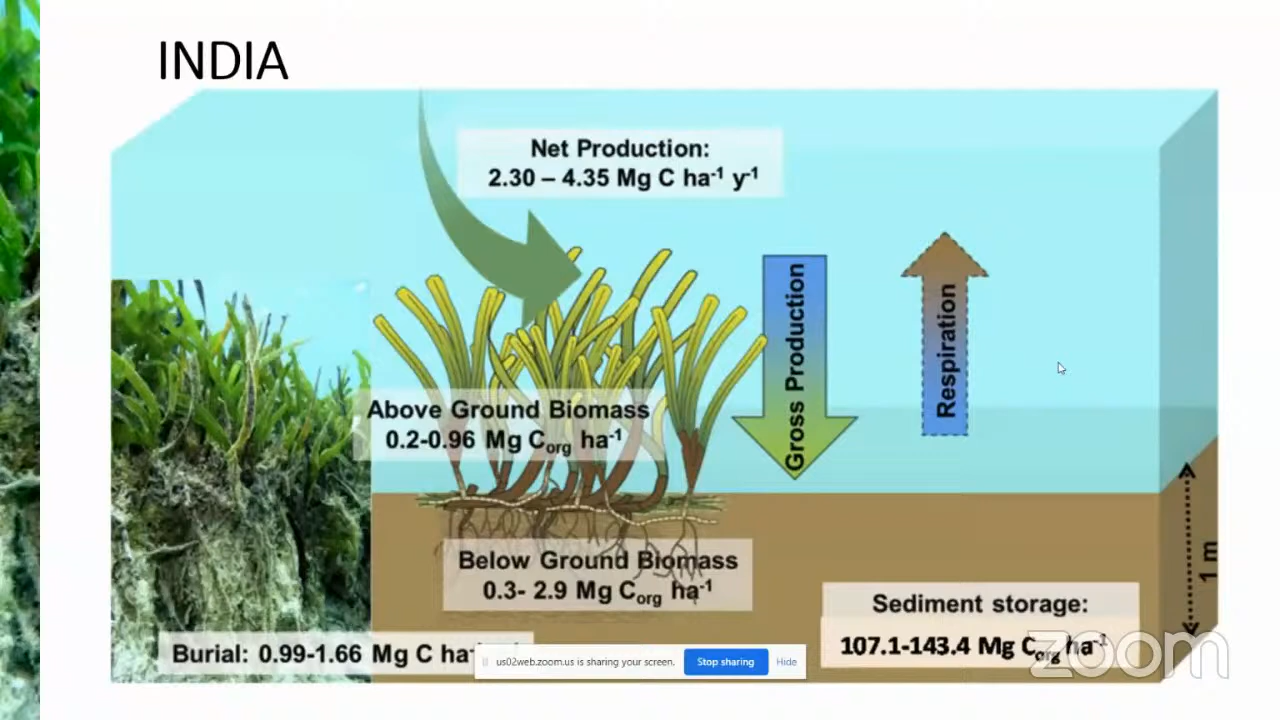 INDIA
Net Production:
2.30 – 4.35 Mg C ha-1 y-1
Gross Production
Respiration
Above Ground Biomass
0.2-0.96 Mg Corg ha-1
Below Ground Biomass
0.3- 2.9 Mg Corg ha-1
1 m
Sediment storage:
107.1-143.4 Mg Corg ha-1
Burial: 0.99-1.66 Mg C ha
us02web.zoom.us is sharing your screen.
Stop sharing
Hide
zoom